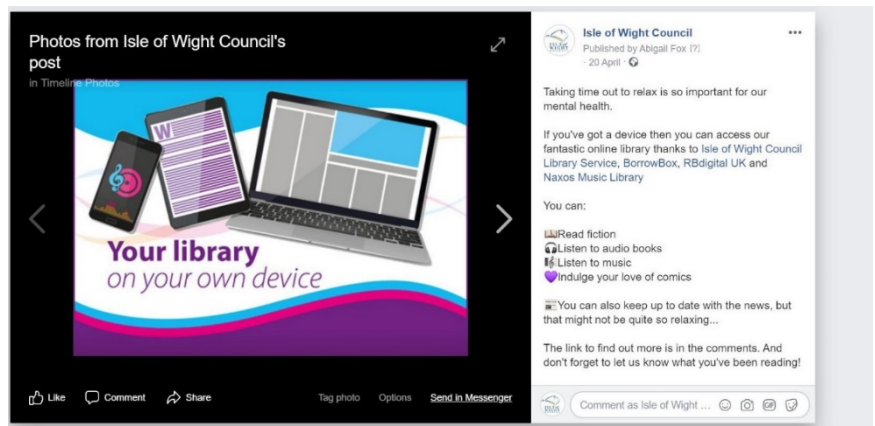 Photos from Isle of Wight Council's
post
in Timeline Photos
W
Your library
on your own device
Like Comment Share Tag photo Options Send in Messenger
Isle of Wight Council
Published by Abigail Fox [?]
· 20 April ·
Taking time out to relax is so important for our
mental health.
If you've got a device then you can access our
fantastic online library thanks to Isle of Wight Council
Library Service, BorrowBox, RBdigital UK and
Naxos Music Library
You can:
📖Read fiction
🎧Listen to audio books
🎼Listen to music
💜Indulge your love of comics
📰You can also keep up to date with the news, but
that might not be quite so relaxing...
The link to find out more is in the comments. And
don't forget to let us know what you've been reading!
Comment as Isle of Wight ... GIF